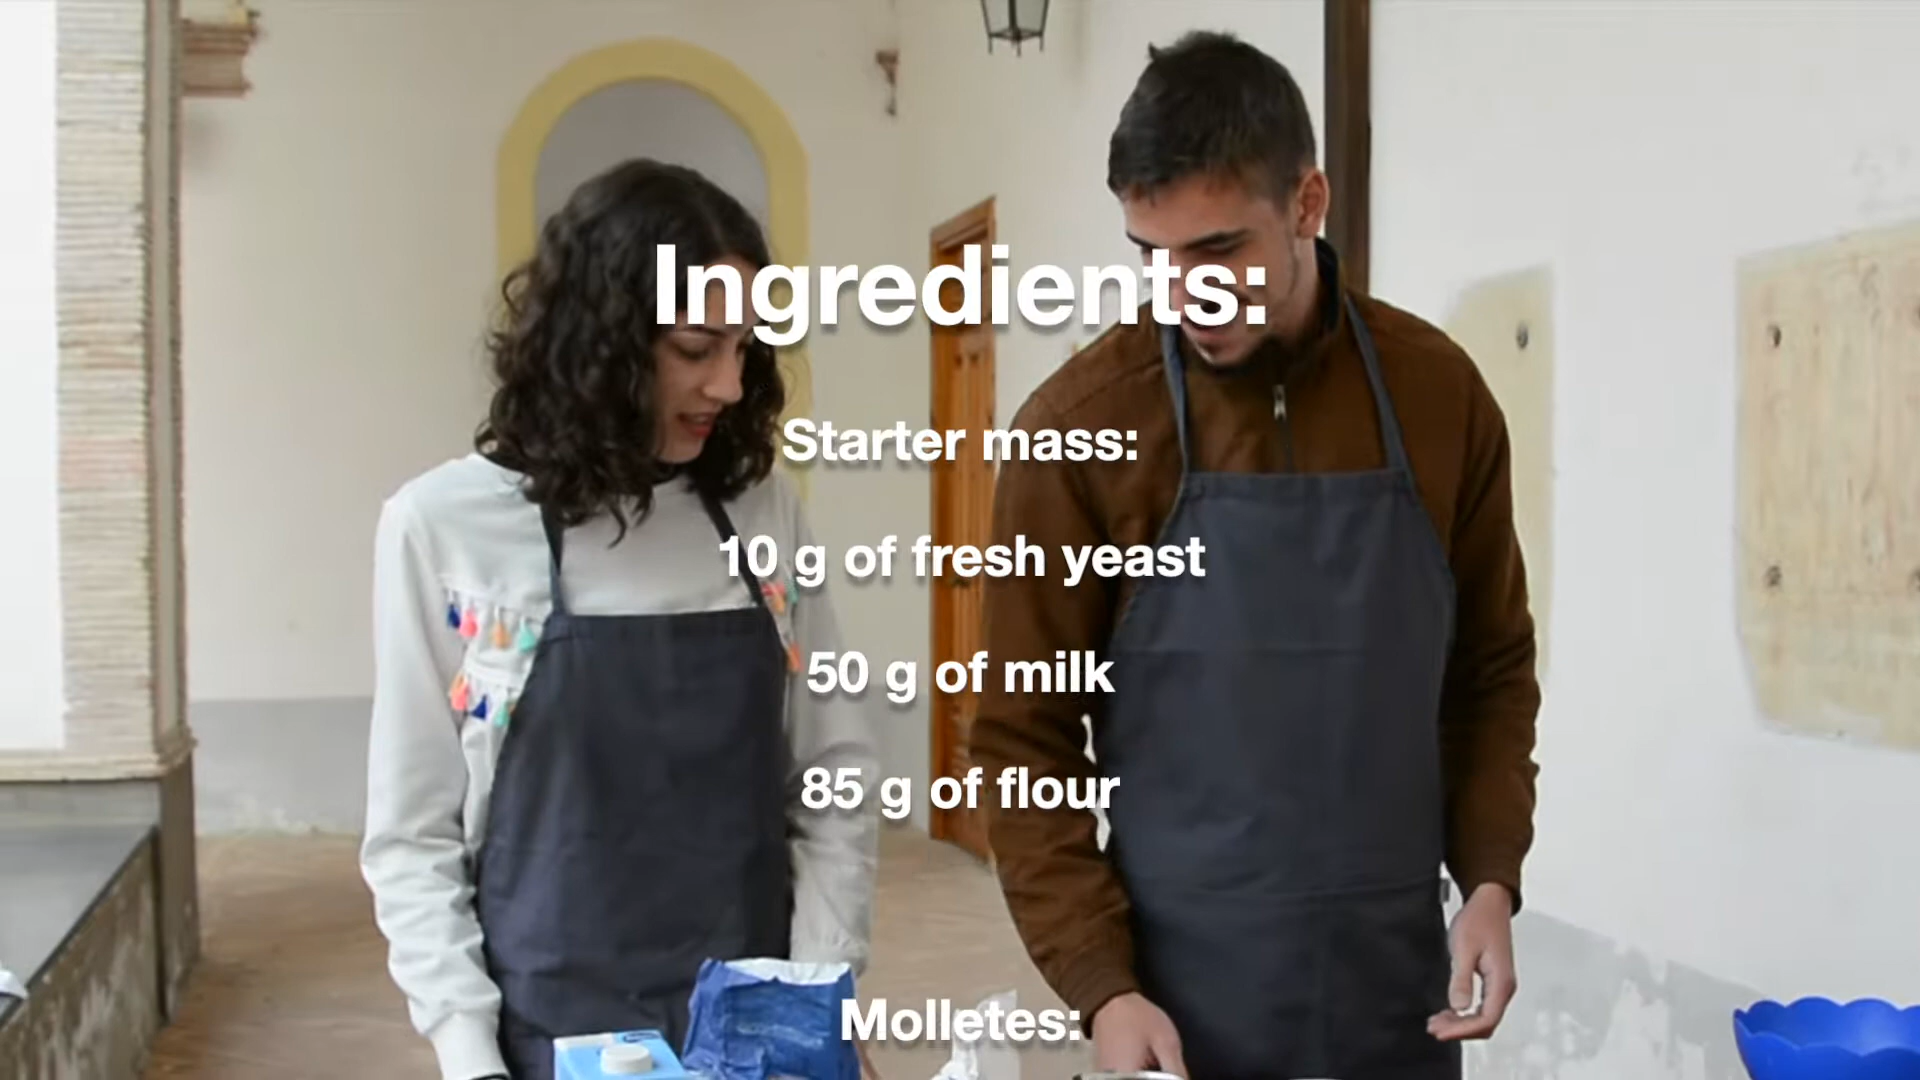 Ingredients:
Starter mass:
10 g of fresh yeast
50 g of milk
85 g of flour
Molletes: